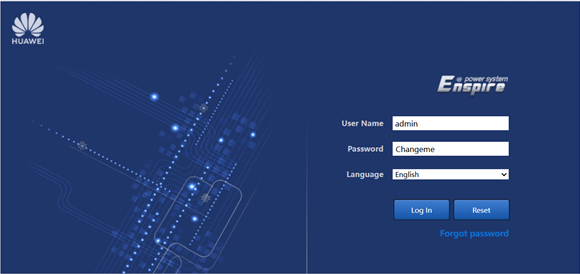 HUAWEI
@ power system
Enspire
User Name admin
Password Changeme
Language English
Log In Reset
Forgot password